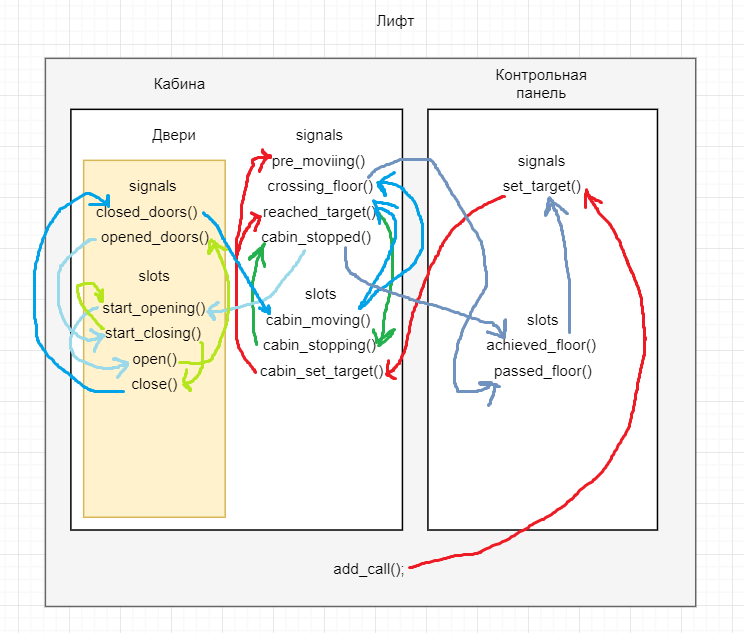 Лифт
Кабина
Контрольная
панель
Двери
signals
closed_doors()
opened_doors()
slots
start_opening()
start_closing()
open()
close()
signals
pre_moviing()
crossing_floor()
reached_target()
cabin_stopped()
slots
cabin_moving()
cabin_stopping()
cabin_set_target()
signals
set_target()
slots
achieved_floor()
passed_floor()
add_call();